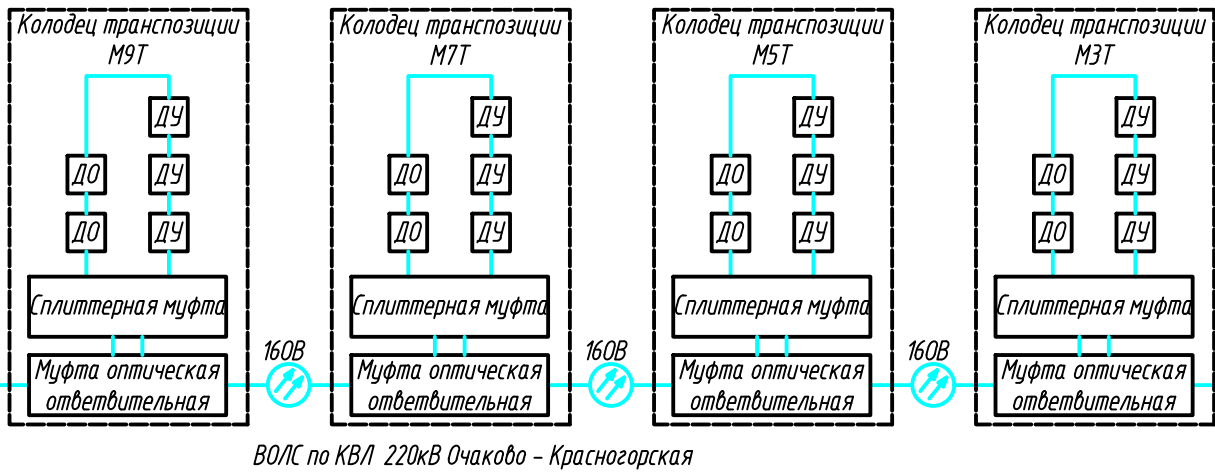 Колодец транспозиции
М9Т
ДУ
ДО
ДУ
ДО
ДУ
Сплиттерная муфта
Муфта оптическая
ответвительная
16ОВ
Колодец транспозиции
М7Т
ДУ
ДО
ДУ
ДО
ДУ
Сплиттерная муфта
Муфта оптическая
ответвительная
16ОВ
Колодец транспозиции
М5Т
ДУ
ДО
ДУ
ДО
ДУ
Сплиттерная муфта
Муфта оптическая
ответвительная
16ОВ
Колодец транспозиции
М3Т
ДУ
ДО
ДУ
ДО
ДУ
Сплиттерная муфта
Муфта оптическая
ответвительная
ВОЛС по КВЛ 220кВ Очаково - Красногорская